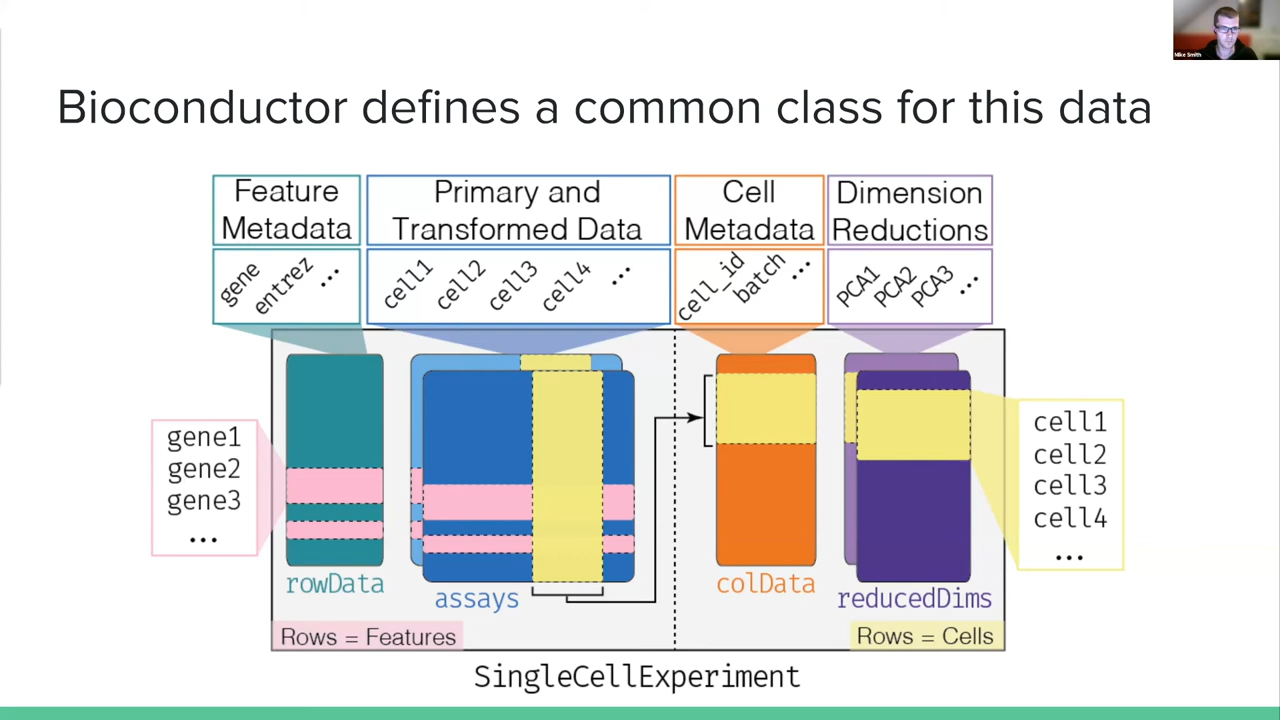 Mike Smith
Bioconductor defines a common class for this data
Feature
Metadata
Primary and
Transformed Data
Cell
Metadata
Dimension
Reductions
gene
entrez
...
cell1
cell2
cell3
cell4
...
cell_id
batch
...
PCA1
PCA2
PCA3
...
gene1
gene2
gene3
...
cell1
cell2
cell3
cell4
...
rowData
assays
colData
reducedDims
Rows = Features
Rows = Cells
SingleCellExperiment